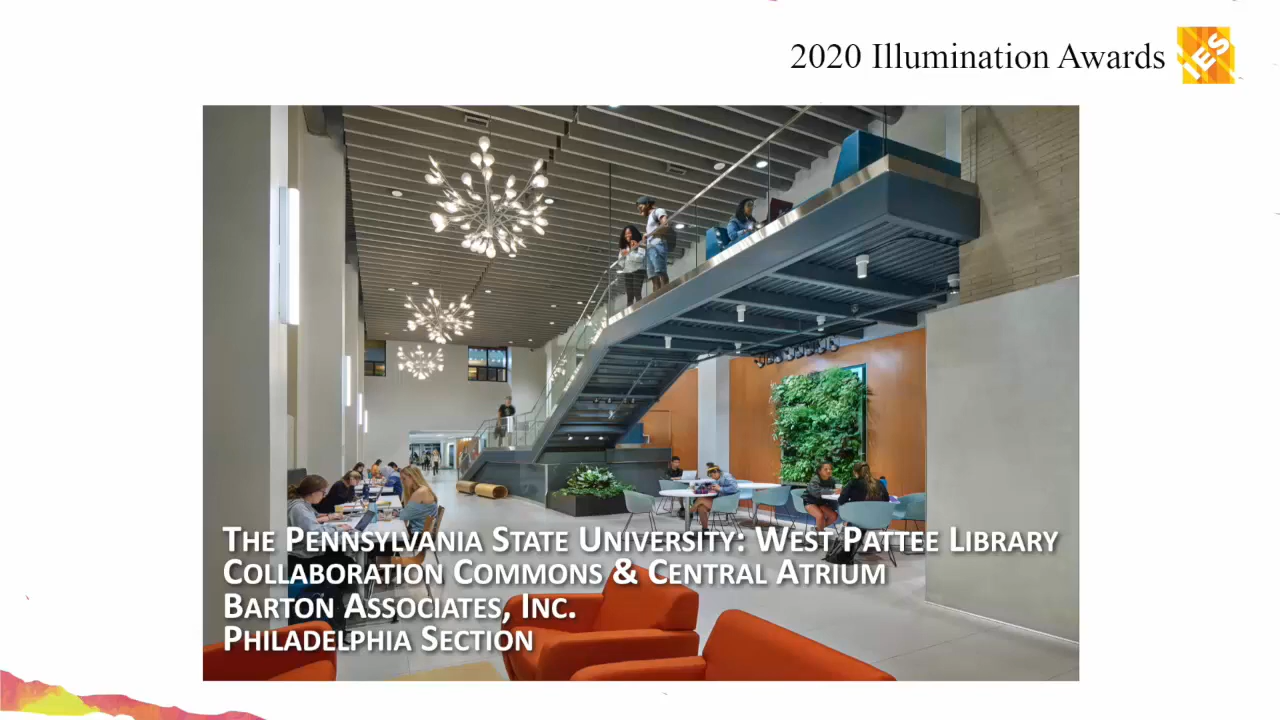 2020 Illumination Awards
IES
THE PENNSYLVANIA STATE UNIVERSITY: WEST PATTEE LIBRARY
COLLABORATION COMMONS & CENTRAL ATRIUM
BARTON ASSOCIATES, INC.
PHILADELPHIA SECTION